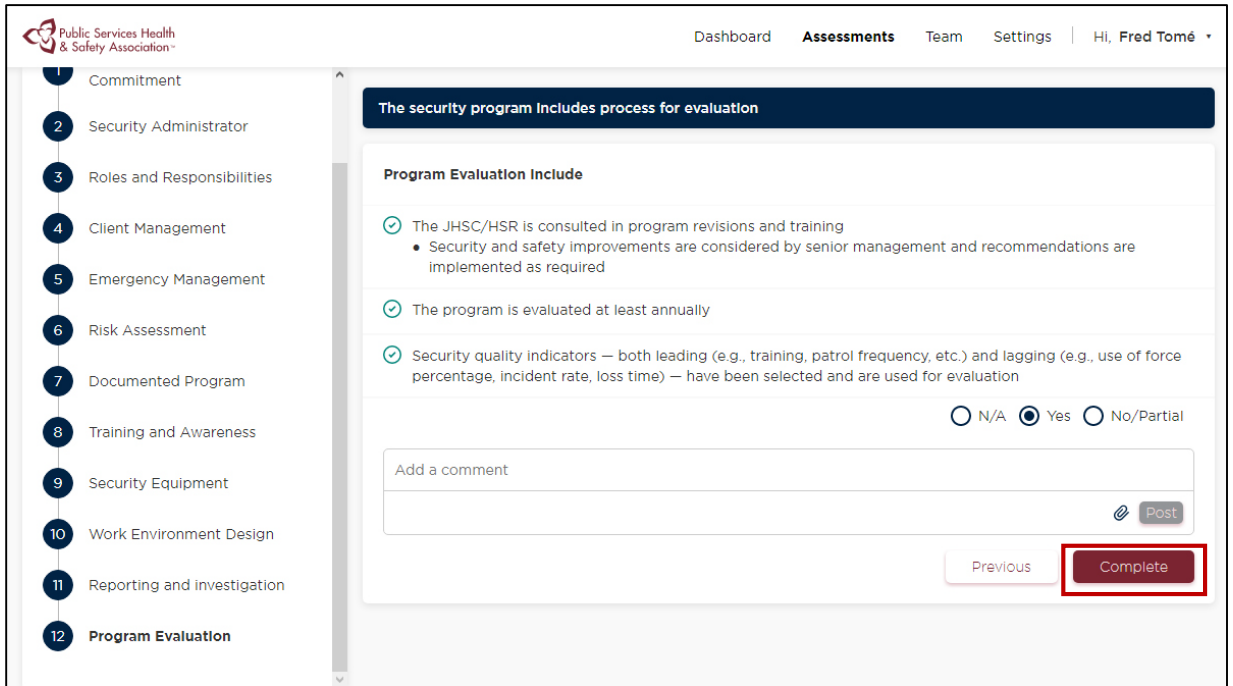 Public Services Health
& Safety Association™
Dashboard Assessments Team Settings Hi, Fred Tomé
1 Commitment
2 Security Administrator
3 Roles and Responsibilities
4 Client Management
5 Emergency Management
6 Risk Assessment
7 Documented Program
8 Training and Awareness
9 Security Equipment
10 Work Environment Design
11 Reporting and investigation
12 Program Evaluation
The security program includes process for evaluation
Program Evaluation Include
The JHSC/HSR is consulted in program revisions and training
• Security and safety improvements are considered by senior management and recommendations are
implemented as required
The program is evaluated at least annually
Security quality indicators — both leading (e.g., training, patrol frequency, etc.) and lagging (e.g., use of force
percentage, incident rate, loss time) — have been selected and are used for evaluation
N/A Yes No/Partial
Add a comment
Post
Previous Complete